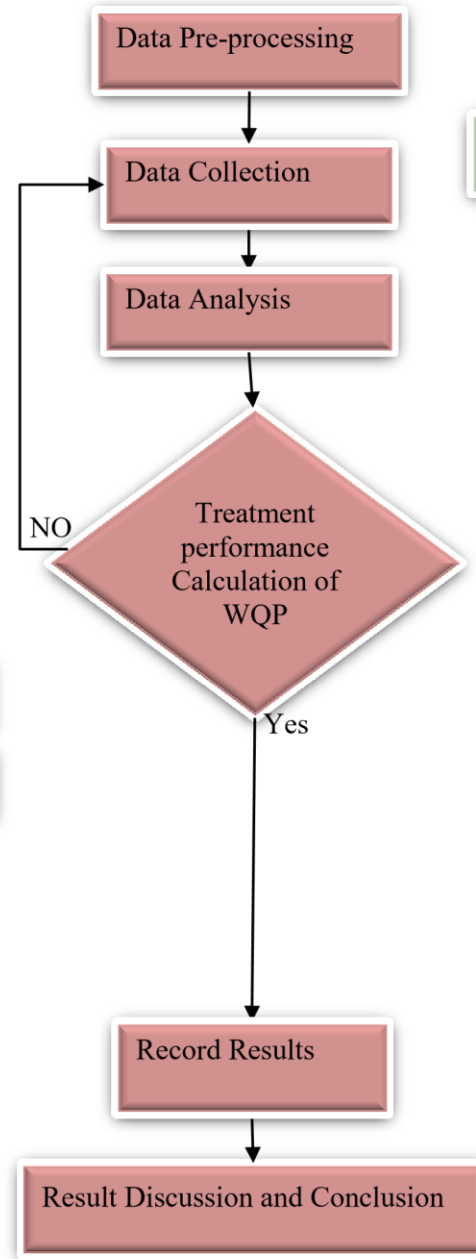 Data Pre-processing
Data Collection
Data Analysis
Treatment
performance
Calculation of
WQP
NO
Yes
Record Results
Result Discussion and Conclusion